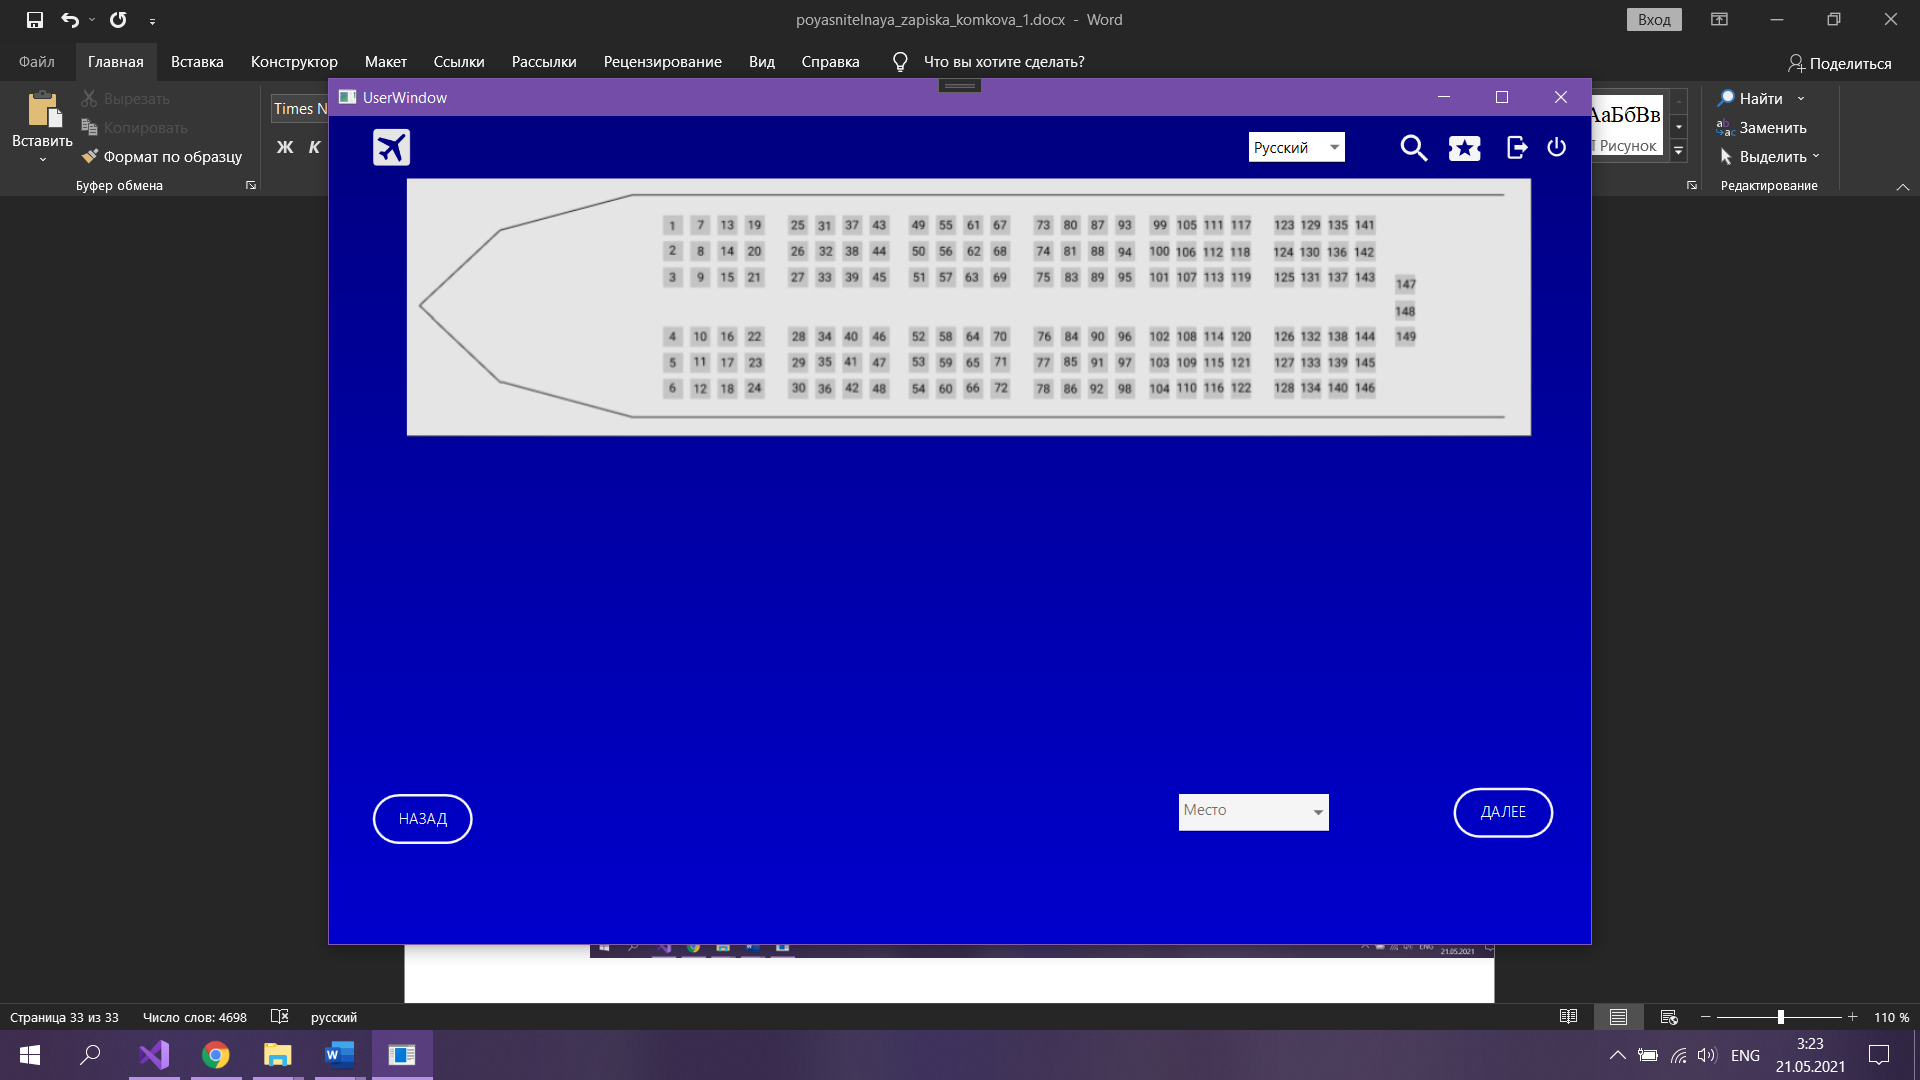 poyasnitelnaya_zapiska_komkova_1.docx - Word
Вход
Файл Главная Вставка Конструктор Макет Ссылки Рассылки Рецензирование Вид Справка Что вы хотите сделать? Поделиться
Вставить
Вырезать
Копировать
Формат по образцу
Буфер обмена
Times N
Ж К
АаБбВв
Рисунок
Найти
Заменить
Выделить
Редактирование
UserWindow
Русский
1 7 13 19 25 31 37 43 49 55 61 67 73 80 87 93 99 105 111 117 123 129 135 141
2 8 14 20 26 32 38 44 50 56 62 68 74 81 88 94 100 106 112 118 124 130 136 142
3 9 15 21 27 33 39 45 51 57 63 69 75 83 89 95 101 107 113 119 125 131 137 143
147
148
4 10 16 22 28 34 40 46 52 58 64 70 76 84 90 96 102 108 114 120 126 132 138 144 149
5 11 17 23 29 35 41 47 53 59 65 71 77 85 91 97 103 109 115 121 127 133 139 145
6 12 18 24 30 36 42 48 54 60 66 72 78 86 92 98 104 110 116 122 128 134 140 146
НАЗАД
Место
ДАЛЕЕ
ENG
21.05.2021
Страница 33 из 33 Число слов: 4698 русский 110 %
ENG
3:23
21.05.2021